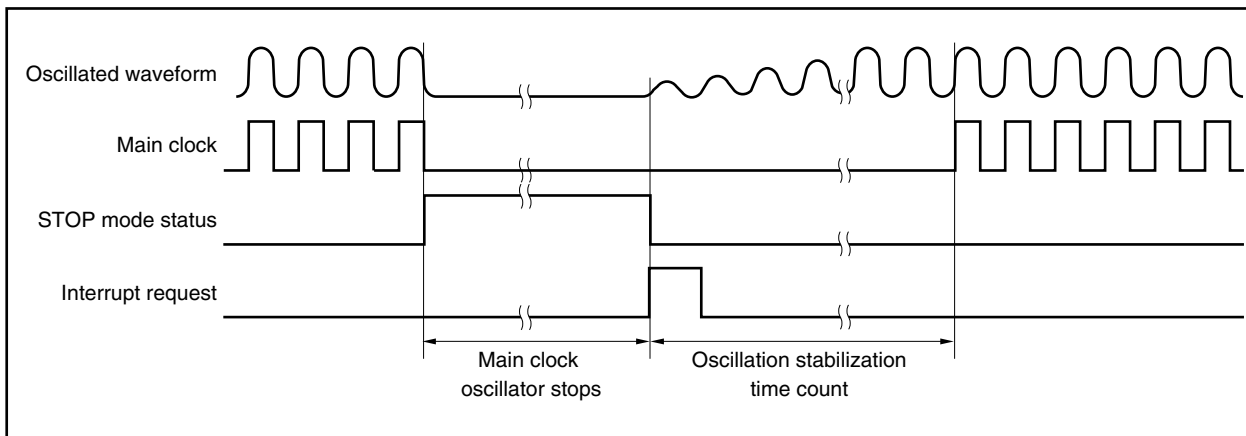 Oscillated waveform
Main clock
STOP mode status
Interrupt request
Main clock
oscillator stops
Oscillation stabilization
time count